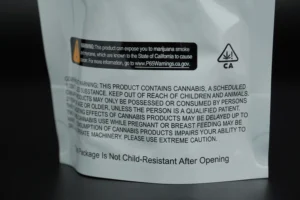 WARNING: This product can expose you to marijuana smoke
which are known to the State of California to cause
For more information, go to www.P65Warnings.ca.gov.
CA
WARNING: THIS PRODUCT CONTAINS CANNABIS, A SCHEDULED
SUBSTANCE. KEEP OUT OF REACH OF CHILDREN AND ANIMALS.
PRODUCTS MAY ONLY BE POSSESSED OR CONSUMED BY PERSONS
OR OLDER, UNLESS THE PERSON IS A QUALIFIED PATIENT.
EFFECTS OF CANNABIS PRODUCTS MAY BE DELAYED UP TO
CANNABIS USE WHILE PREGNANT OR BREAST FEEDING MAY BE
CONSUMPTION OF CANNABIS PRODUCTS IMPAIRS YOUR ABILITY TO
MACHINERY. PLEASE USE EXTREME CAUTION.
Package Is Not Child-Resistant After Opening